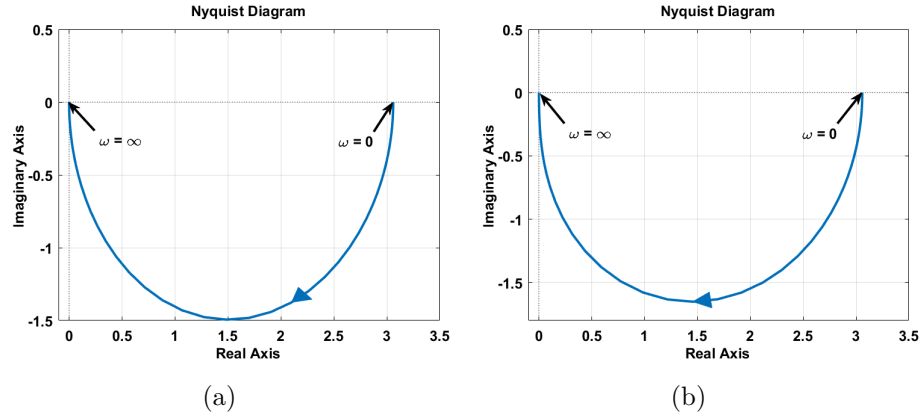 Nyquist Diagram
0.5
0
-0.5
-1
-1.5
Imaginary Axis
ω = ∞
ω = 0
0 0.5 1 1.5 2 2.5 3 3.5
Real Axis
(a)
Nyquist Diagram
0.5
0
-0.5
-1
-1.5
Imaginary Axis
ω = ∞
ω = 0
0 0.5 1 1.5 2 2.5 3 3.5
Real Axis
(b)